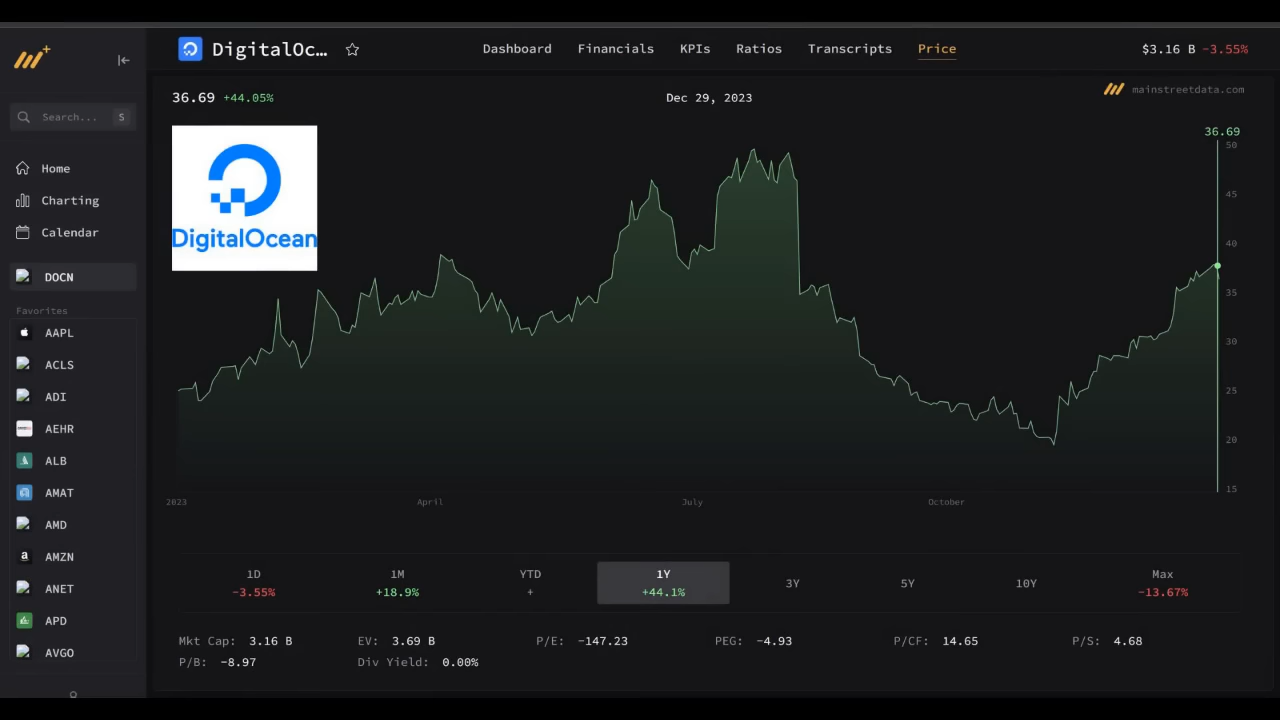 DigitalOc…
Dashboard Financials KPIs Ratios Transcripts Price
$3.16 B -3.55%
Search... S
Home
Charting
Calendar
DOCN
Favorites
AAPL
ACLS
ADI
AEHR
ALB
AMAT
AMD
AMZN
ANET
APD
AVGO
36.69 +44.05%
Dec 29, 2023
mainstreetdata.com
DigitalOcean
36.69
50
45
40
35
30
25
20
15
2023 April July October
1D 1M YTD 1Y 3Y 5Y 10Y Max
-3.55% +18.9% + +44.1% -13.67%
Mkt Cap: 3.16 B EV: 3.69 B P/E: -147.23 PEG: -4.93 P/CF: 14.65 P/S: 4.68
P/B: -8.97 Div Yield: 0.00%